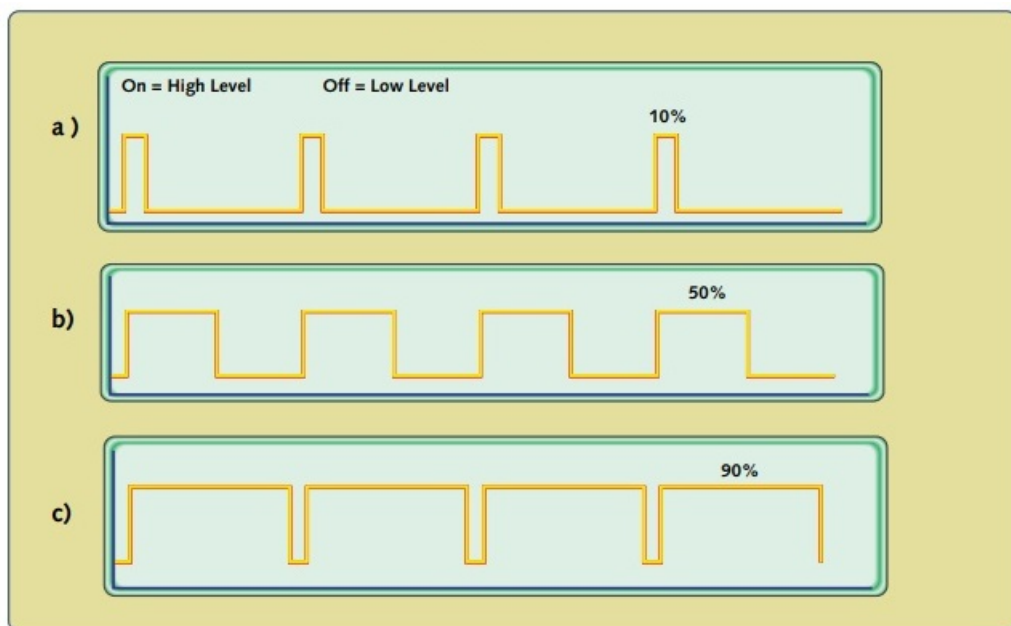 On = High Level Off = Low Level
a )
10%
b)
50%
c)
90%